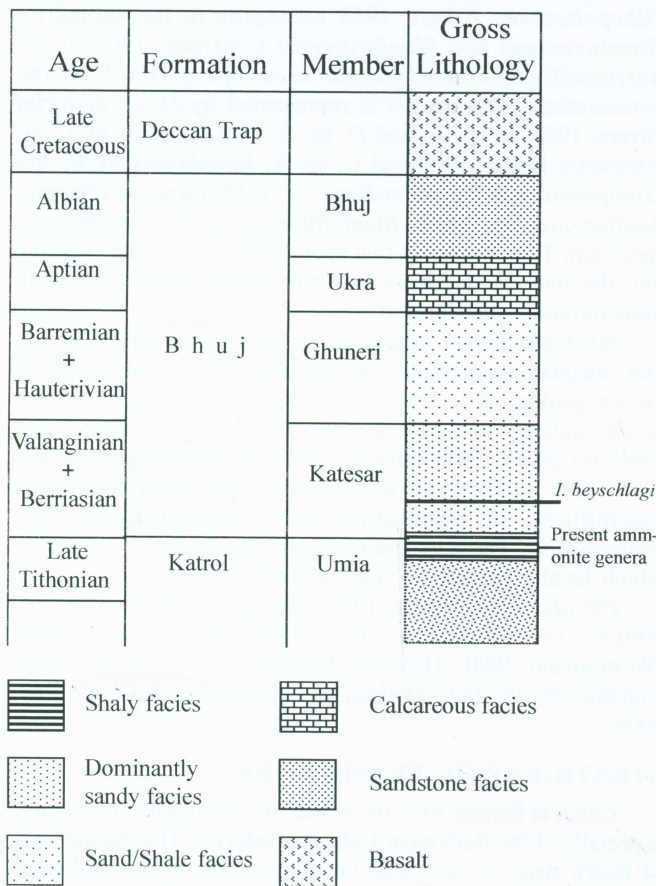 Age Formation Member Gross Lithology
Late Cretaceous Deccan Trap
Albian Bhuj
Aptian Ukra
Barremian + Hauterivian B h u j Ghuneri
Valanginian + Berriasian Katesar
I. beyschlagi
Late Tithonian Katrol Umia
Present amm-
onite genera
Shaly facies
Calcareous facies
Dominantly
sandy facies
Sandstone facies
Sand/Shale facies
Basalt